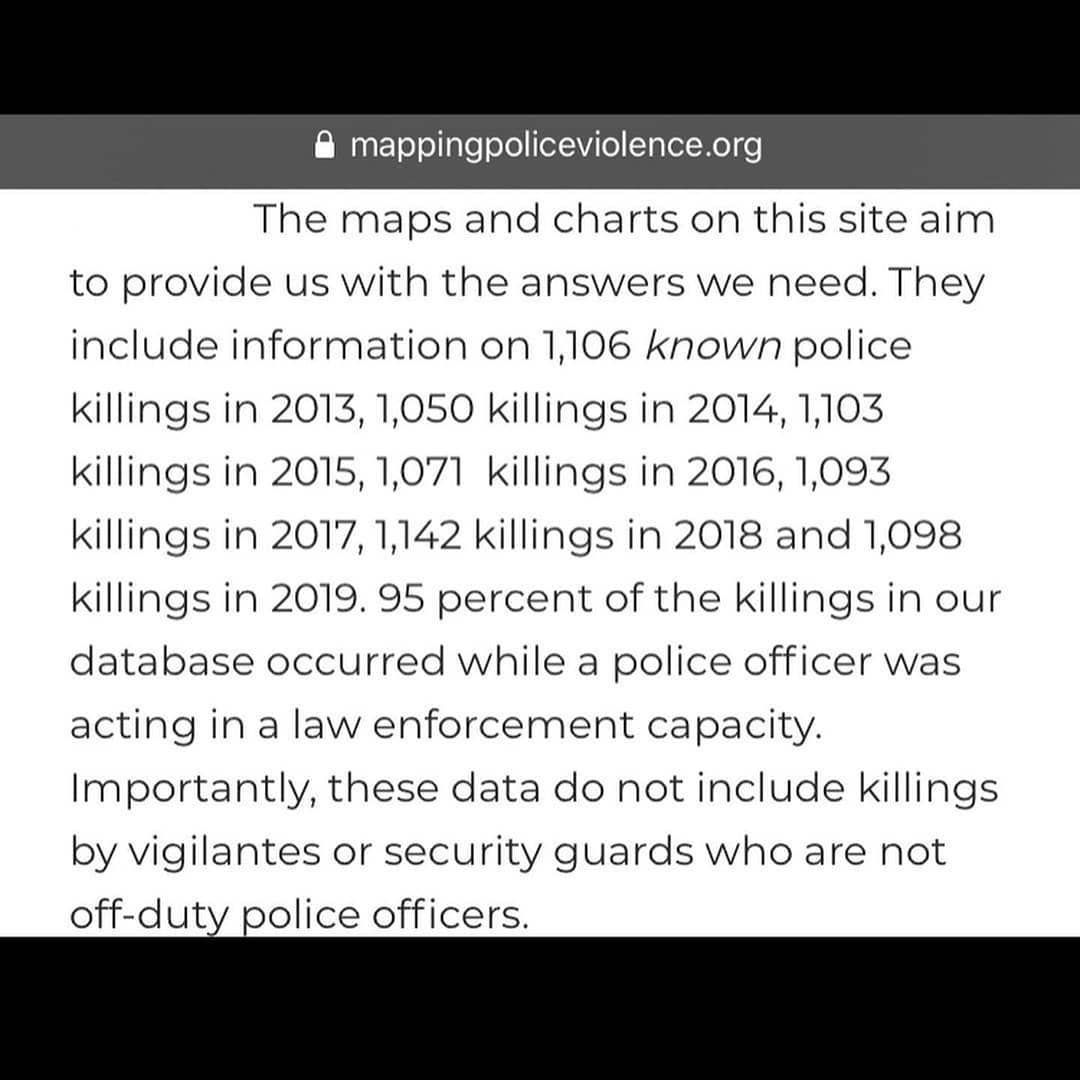 mappingpoliceviolence.org
The maps and charts on this site aim
to provide us with the answers we need. They
include information on 1,106 known police
killings in 2013, 1,050 killings in 2014, 1,103
killings in 2015, 1,071  killings in 2016, 1,093
killings in 2017, 1,142 killings in 2018 and 1,098
killings in 2019. 95 percent of the killings in our
database occurred while a police officer was
acting in a law enforcement capacity.
Importantly, these data do not include killings
by vigilantes or security guards who are not
off-duty police officers.